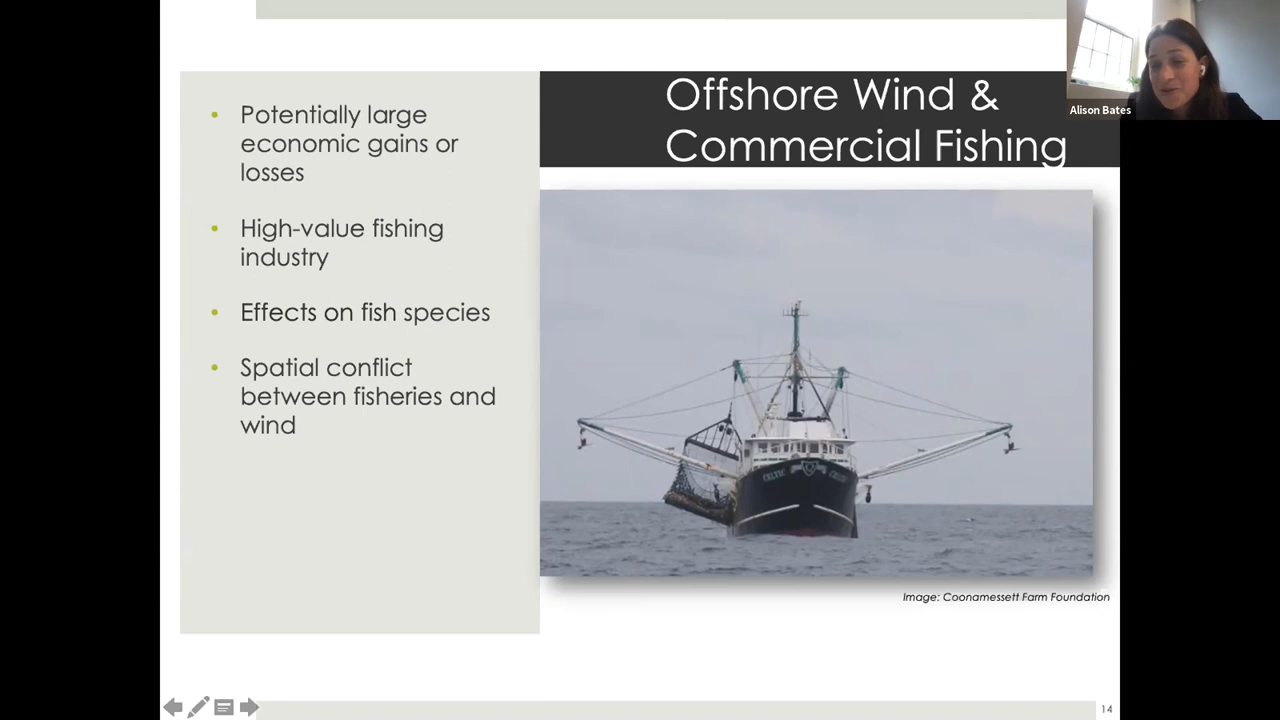 Offshore Wind &
Commercial Fishing
Alison Bates
• Potentially large
economic gains or
losses
• High-value fishing
industry
• Effects on fish species
• Spatial conflict
between fisheries and
wind
CELTIC
Image: Coonamessett Farm Foundation
14